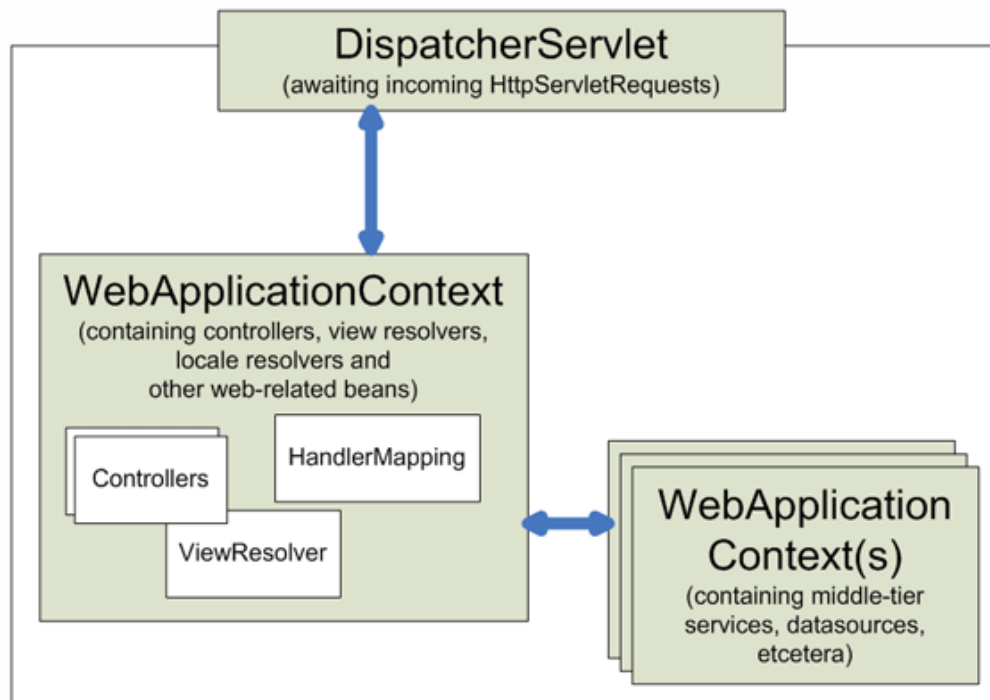 DispatcherServlet
(awaiting incoming HttpServletRequests)
WebApplicationContext
(containing controllers, view resolvers,
locale resolvers and
other web-related beans)
Controllers
HandlerMapping
ViewResolver
WebApplication
Context(s)
(containing middle-tier
services, datasources,
etcetera)